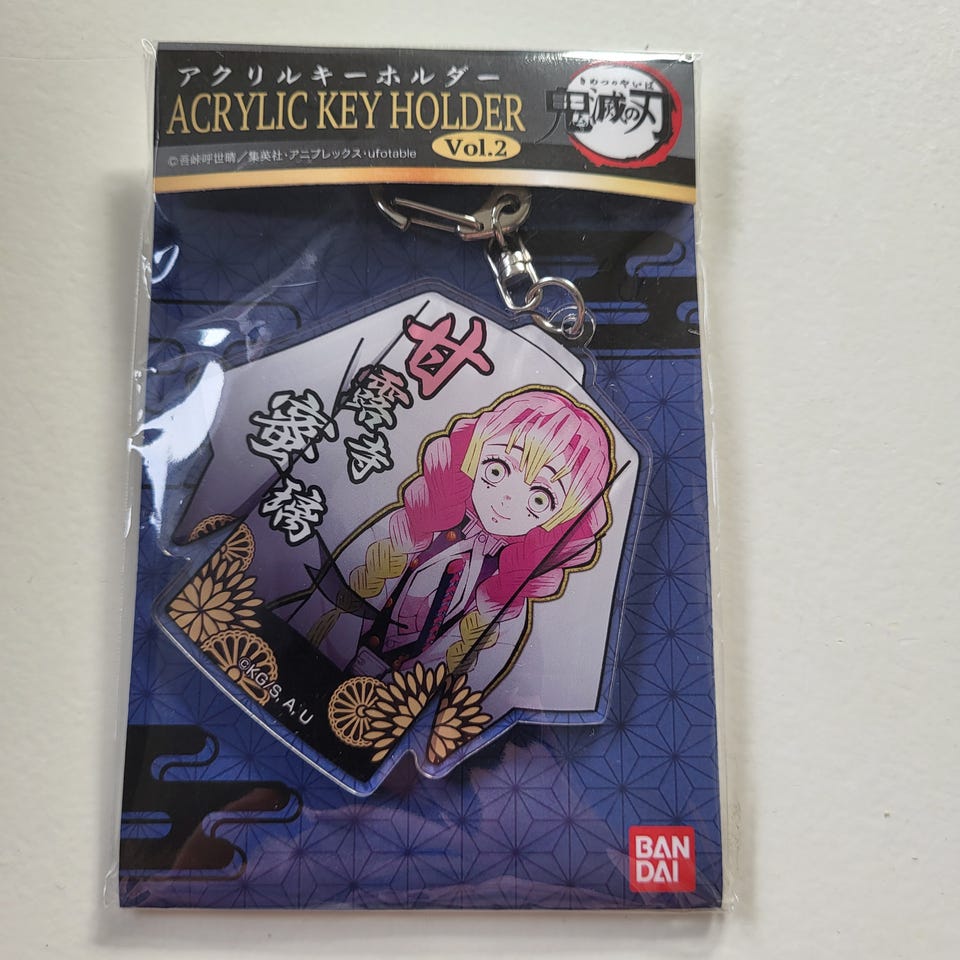 アクリルキーホルダー
ACRYLIC KEY HOLDER
Vol.2
©吾峠呼世晴／集英社・アニプレックス・ufotable
きめつのやいば
鬼滅の刃
甘露寺
蜜璃
©KG/S,A,U
BAN
DAI